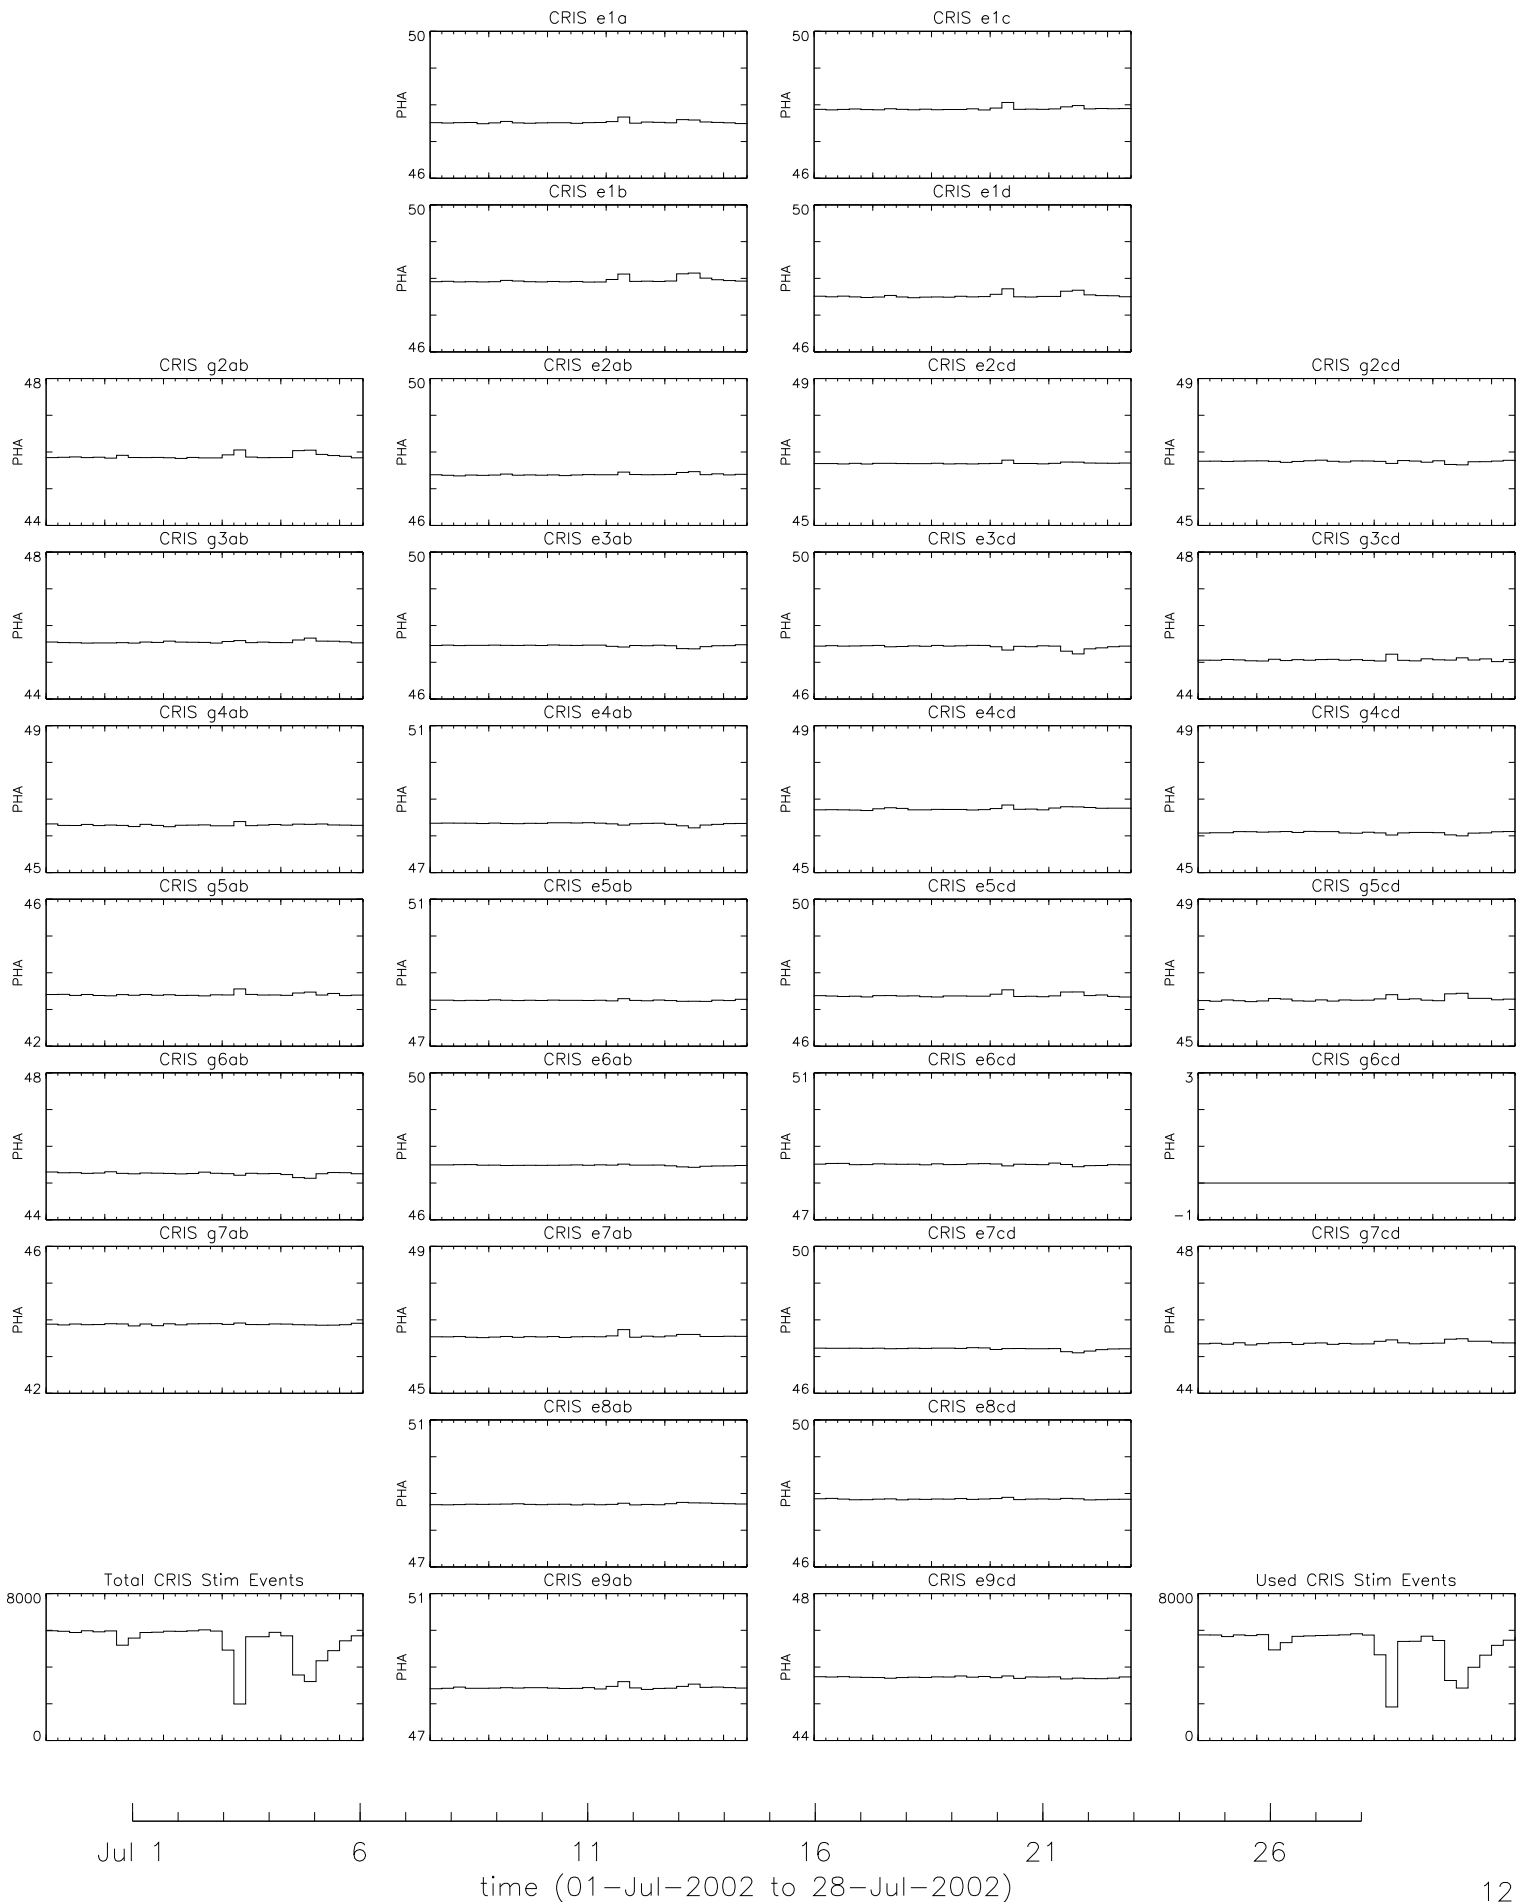 CRIS e1a
CRIS e1c
50
PHA
46
50
PHA
46
CRIS e1b
CRIS e1d
50
PHA
46
50
PHA
46
CRIS g2ab
CRIS e2ab
CRIS e2cd
CRIS g2cd
48
PHA
44
50
PHA
46
49
PHA
45
49
PHA
45
CRIS g3ab
CRIS e3ab
CRIS e3cd
CRIS g3cd
48
PHA
44
50
PHA
46
50
PHA
46
48
PHA
44
CRIS g4ab
CRIS e4ab
CRIS e4cd
CRIS g4cd
49
PHA
45
51
PHA
47
49
PHA
45
49
PHA
45
CRIS g5ab
CRIS e5ab
CRIS e5cd
CRIS g5cd
46
PHA
42
51
PHA
47
50
PHA
46
49
PHA
45
CRIS g6ab
CRIS e6ab
CRIS e6cd
CRIS g6cd
48
PHA
44
50
PHA
46
51
PHA
47
3
PHA
−1
CRIS g7ab
CRIS e7ab
CRIS e7cd
CRIS g7cd
46
PHA
42
49
PHA
45
50
PHA
46
48
PHA
44
CRIS e8ab
CRIS e8cd
51
PHA
47
50
PHA
46
Total CRIS Stim Events
CRIS e9ab
CRIS e9cd
Used CRIS Stim Events
8000
0
51
PHA
47
48
PHA
44
8000
0
Jul 1
6
11
16
21
26
time (01−Jul−2002 to 28−Jul−2002)
12